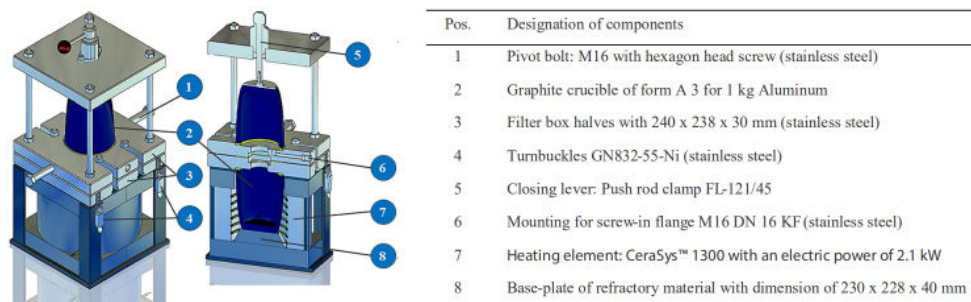 Pos. Designation of components
1 Pivot bolt: M16 with hexagon head screw (stainless steel)
2 Graphite crucible of form A 3 for 1 kg Aluminum
3 Filter box halves with 240 x 238 x 30 mm (stainless steel)
4 Turnbuckles GN832-55-Ni (stainless steel)
5 Closing lever: Push rod clamp FL-121/45
6 Mounting for screw-in flange M16 DN 16 KF (stainless steel)
7 Heating element: CeraSys™ 1300 with an electric power of 2.1 kW
8 Base-plate of refractory material with dimension of 230 x 228 x 40 mm
1
2
3
4
5
6
7
8